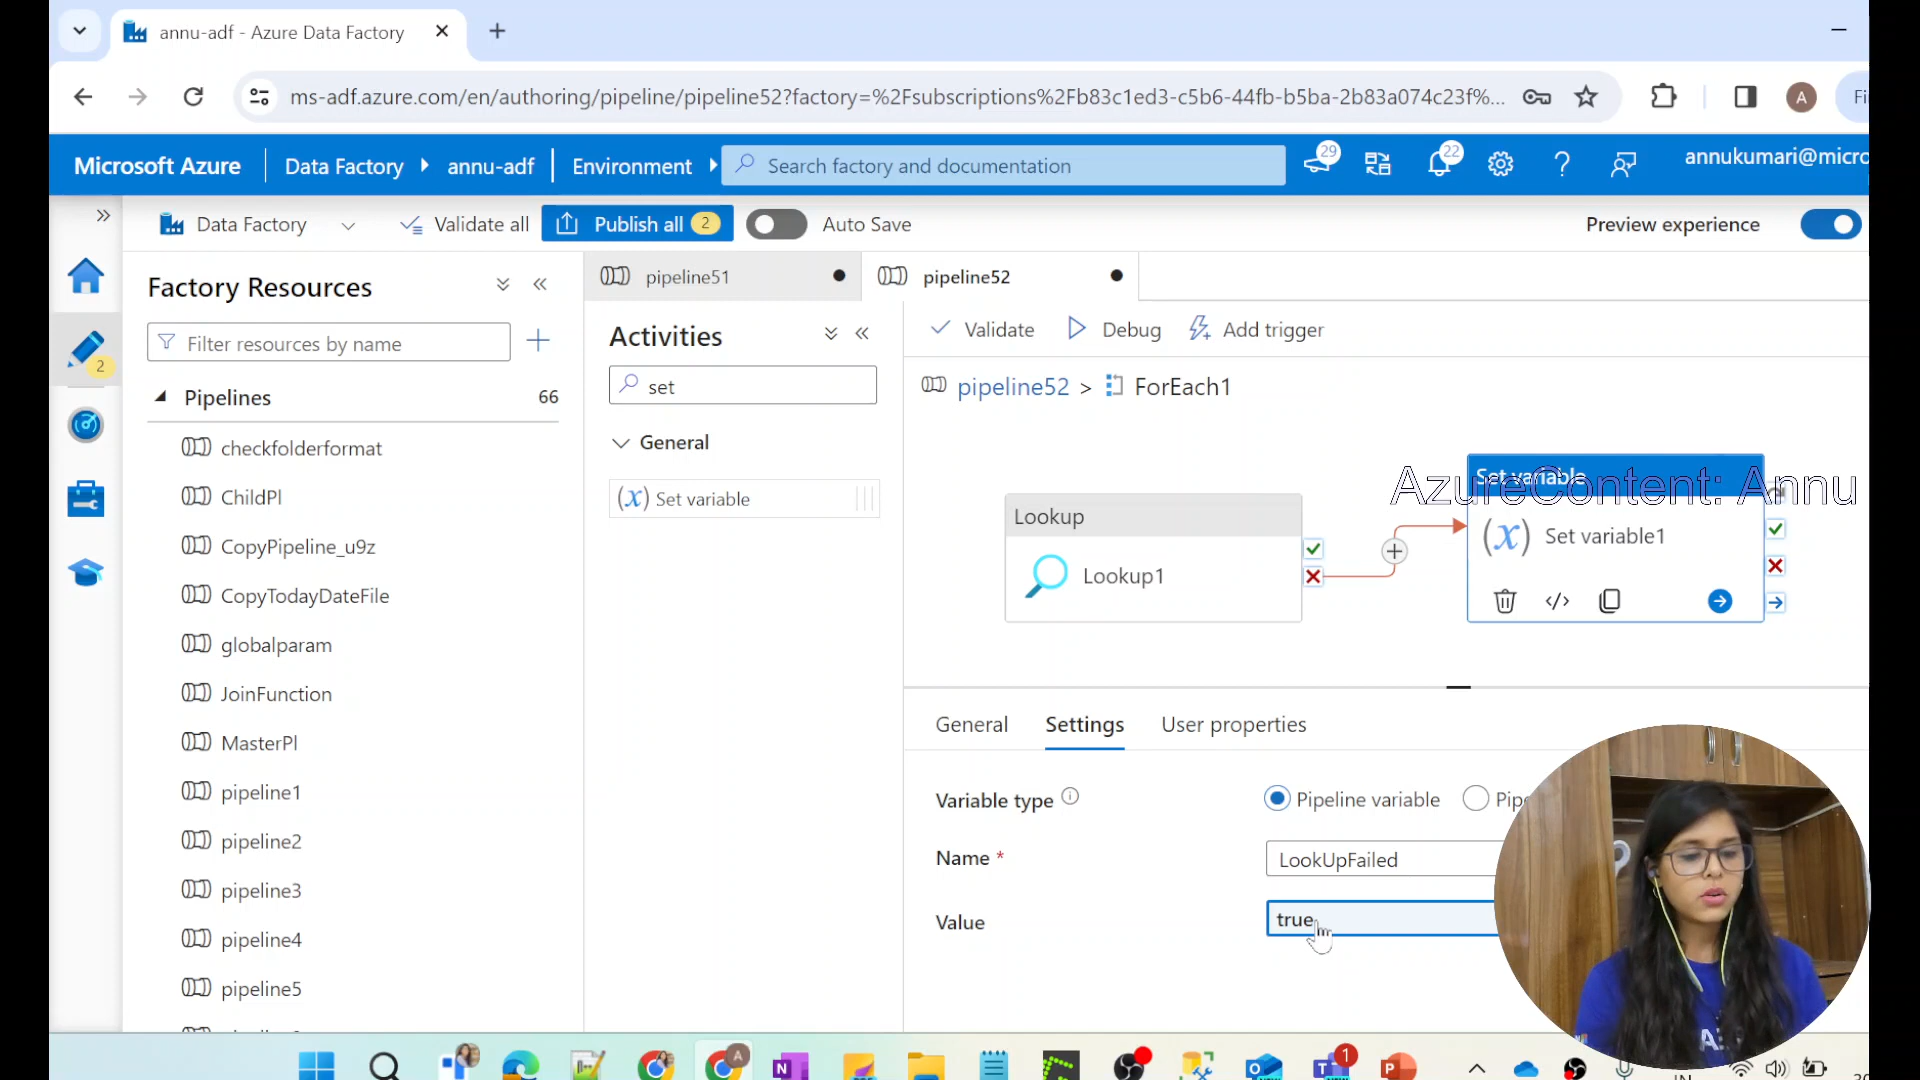 annu-adf - Azure Data Factory
ms-adf.azure.com/en/authoring/pipeline/pipeline52?factory=%2Fsubscriptions%2Fb83c1ed3-c5b6-44fb-b5ba-2b83a074c23f%...
A
Microsoft Azure
Data Factory
annu-adf
Environment
Search factory and documentation
29
22
annukumari@micro
Data Factory
Validate all
Publish all
2
Auto Save
Preview experience
Factory Resources
pipeline51
pipeline52
Filter resources by name
Activities
Validate
Debug
Add trigger
2
set
pipeline52 > ForEach1
Pipelines
66
General
checkfolderformat
Set variable
AzureContent: Annu
Set variable
ChildPl
Lookup
Set variable1
CopyPipeline_u9z
Lookup1
CopyTodayDateFile
globalparam
JoinFunction
General
Settings
User properties
MasterPl
pipeline1
Variable type
Pipeline variable
pipeline2
Name *
LookUpFailed
pipeline3
Value
true
pipeline4
pipeline5
A
1